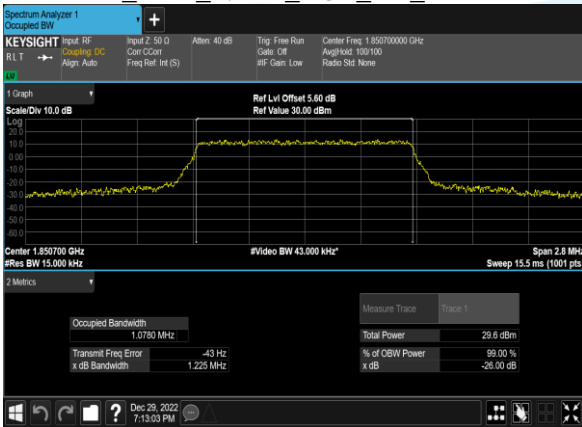 Spectrum Analyzer 1
Occupied BW
KEYSIGHT
R L T
LU
Input: RF
Coupling: DC
Align: Auto
Input Z: 50 Ω
Corr CCorr
Freq Ref: Int (S)
Atten: 40 dB
Trig: Free Run
Gate: Off
#IF Gain: Low
Center Freq: 1.850700000 GHz
Avg|Hold: 100/100
Radio Std: None
1 Graph
Scale/Div 10.0 dB
Ref Lvl Offset 5.60 dB
Ref Value 30.00 dBm
Log
20.0
10.0
0.00
-10.0
-20.0
-30.0
-40.0
-50.0
-60.0
Center 1.850700 GHz
#Video BW 43.000 kHz*
Span 2.8 MHz
#Res BW 15.000 kHz
Sweep 15.5 ms (1001 pts
2 Metrics
Measure Trace
Trace 1
Occupied Bandwidth
1.0780 MHz
Total Power
29.6 dBm
Transmit Freq Error
-43 Hz
% of OBW Power
99.00 %
x dB Bandwidth
1.225 MHz
x dB
-26.00 dB
?
Dec 29, 2022
7:13:03 PM